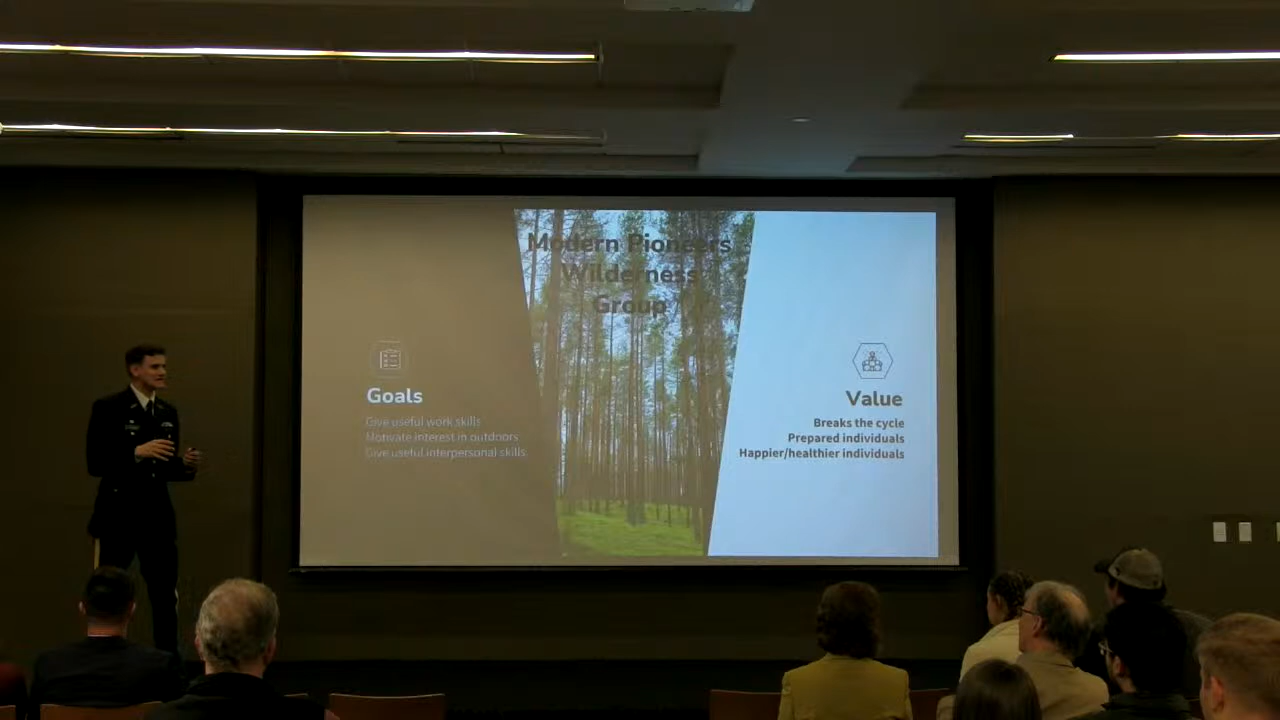 Modern Pioneers
Wilderness
Group
Goals
Give useful work skills
Motivate interest in outdoors
Give useful interpersonal skills
Value
Breaks the cycle
Prepared individuals
Happier/healthier individuals